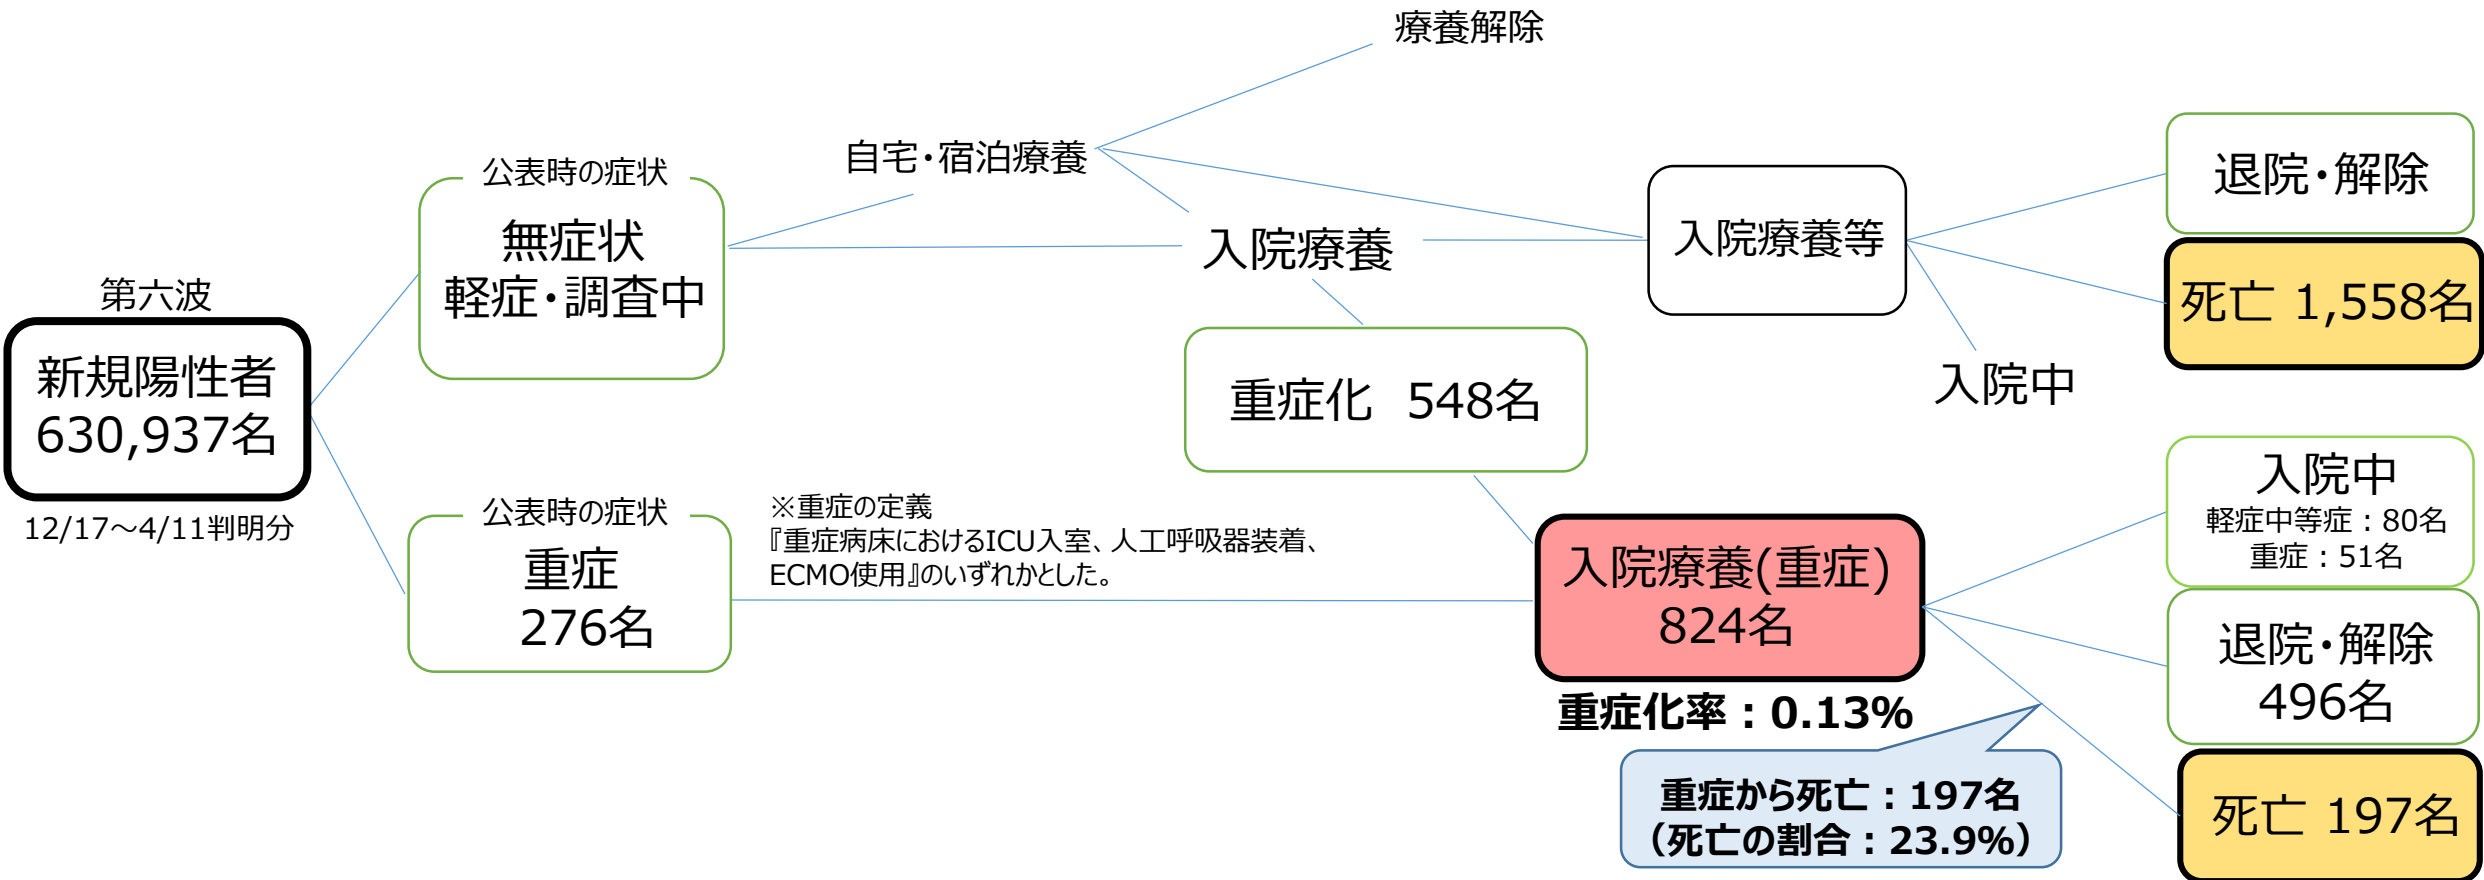 第六波
新規陽性者
630,937名
12/17～4/11判明分
公表時の症状
無症状
軽症・調査中
公表時の症状
重症
276名
※重症の定義
『重症病床におけるICU入室、人工呼吸器装着、
ECMO使用』のいずれかとした。
療養解除
自宅・宿泊療養
入院療養
重症化　548名
入院療養等
入院療養(重症)
824名
重症化率：0.13%
重症から死亡：197名
（死亡の割合：23.9%）
退院・解除
死亡 1,558名
入院中
入院中
軽症中等症：80名
重症：51名
退院・解除
496名
死亡 197名